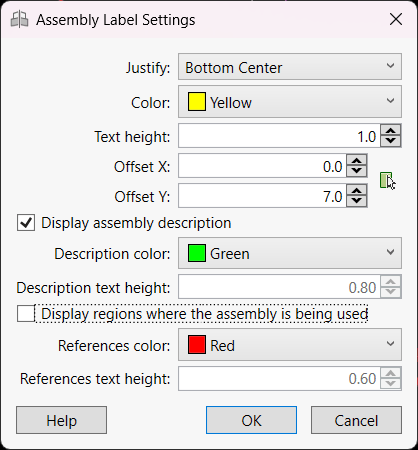 Assembly Label Settings
Justify: Bottom Center
Color: Yellow
Text height: 1.0
Offset X: 0.0
Offset Y: 7.0
Display assembly description
Description color: Green
Description text height: 0.80
Display regions where the assembly is being used
References color: Red
References text height: 0.60
Help OK Cancel